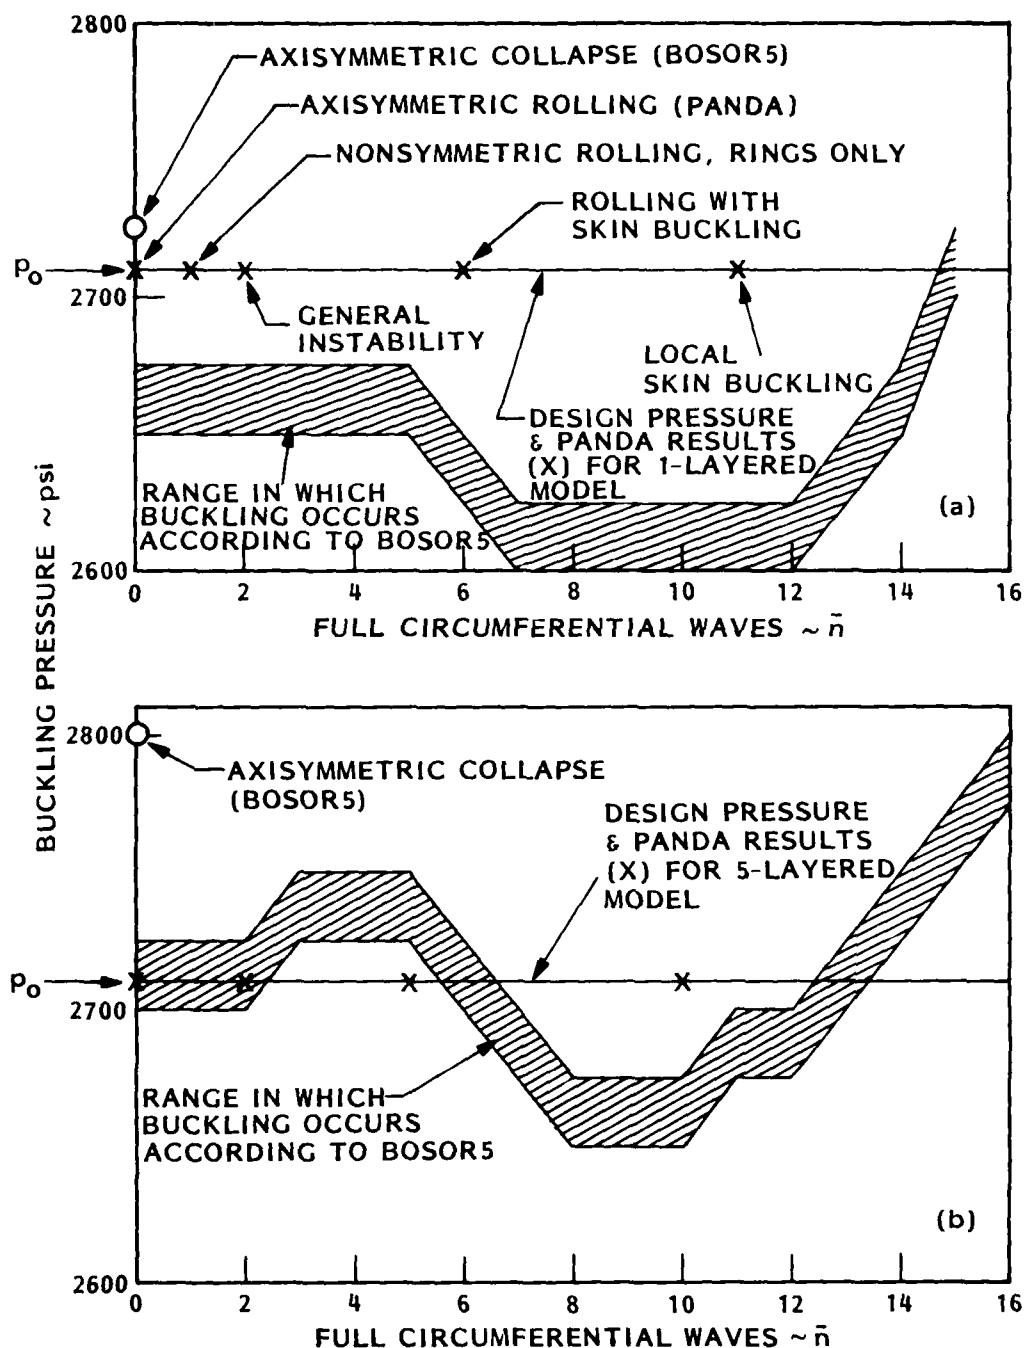 2800
AXISYMMETRIC COLLAPSE (BOSOR5)
AXISYMMETRIC ROLLING (PANDA)
NONSYMMETRIC ROLLING, RINGS ONLY
ROLLING WITH
SKIN BUCKLING
p₀
2700
GENERAL
INSTABILITY
LOCAL
SKIN BUCKLING
DESIGN PRESSURE
& PANDA RESULTS
(X) FOR 1-LAYERED
MODEL
RANGE IN WHICH
BUCKLING OCCURS
ACCORDING TO BOSOR5
(a)
2600
0 2 4 6 8 10 12 14 16
FULL CIRCUMFERENTIAL WAVES ~ n̄
BUCKLING PRESSURE ~psi
2800
AXISYMMETRIC COLLAPSE
(BOSOR5)
DESIGN PRESSURE
& PANDA RESULTS
(X) FOR 5-LAYERED
MODEL
p₀
2700
RANGE IN WHICH
BUCKLING OCCURS
ACCORDING TO BOSOR5
(b)
2600
0 2 4 6 8 10 12 14 16
FULL CIRCUMFERENTIAL WAVES ~ n̄